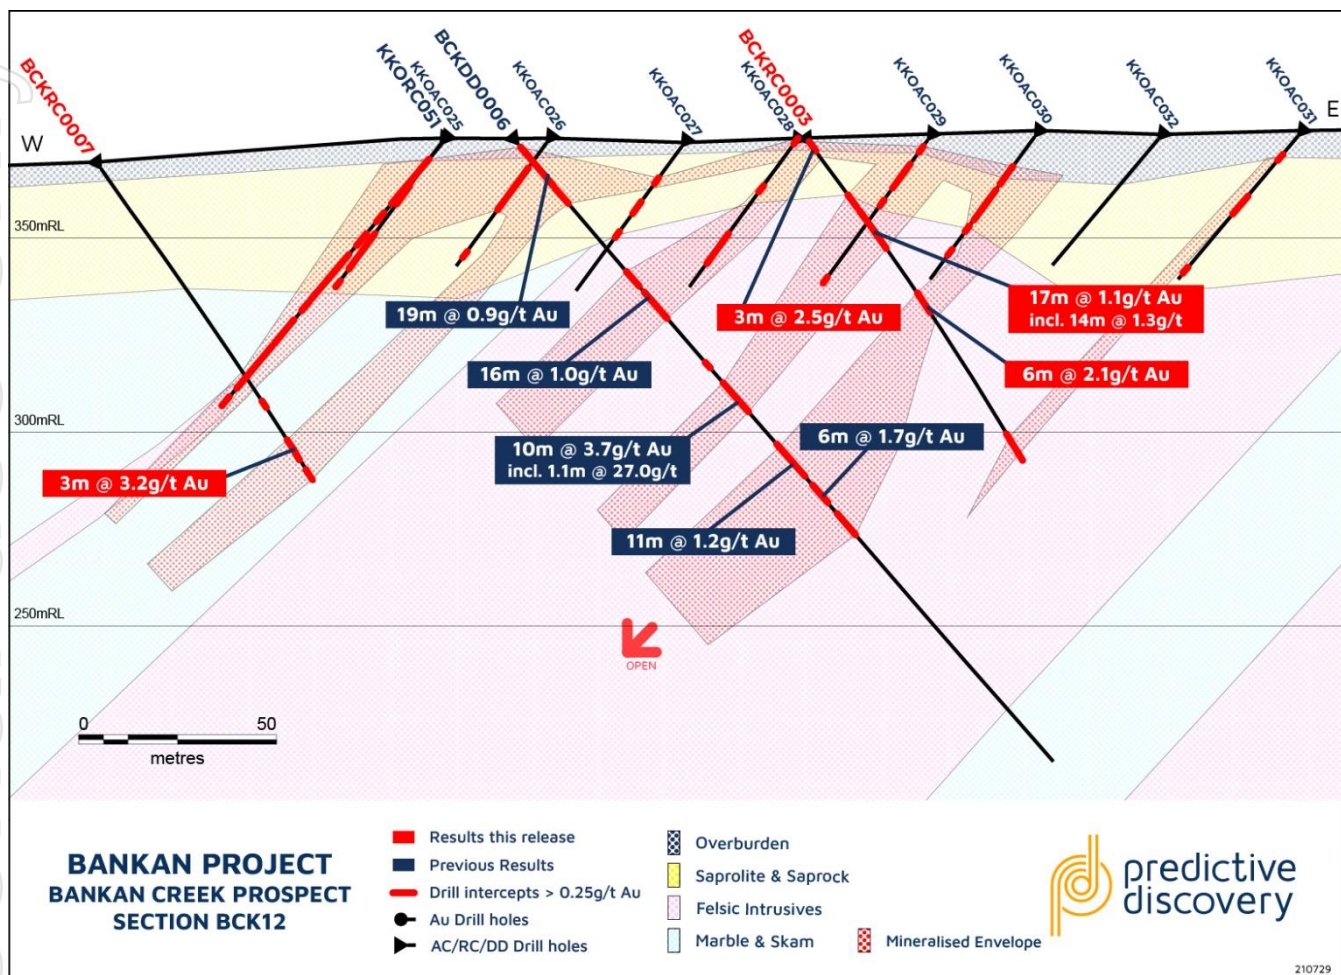 BCKRC0007
KKORC051
KKOAC025
BCKDD0006
KKOAC026
KKOAC027
KKOAC028
BCKRC0003
KKOAC029
KKOAC030
KKOAC032
KKOAC031
W
E
350mRL
19m @ 0.9g/t Au
3m @ 2.5g/t Au
17m @ 1.1g/t Au
incl. 14m @ 1.3g/t
16m @ 1.0g/t Au
6m @ 2.1g/t Au
300mRL
10m @ 3.7g/t Au
incl. 1.1m @ 27.0g/t
6m @ 1.7g/t Au
3m @ 3.2g/t Au
11m @ 1.2g/t Au
250mRL
OPEN
0 50
metres
BANKAN PROJECT
BANKAN CREEK PROSPECT
SECTION BCK12
Results this release
Previous Results
Drill intercepts > 0.25g/t Au
Au Drill holes
AC/RC/DD Drill holes
Overburden
Saprolite & Saprock
Felsic Intrusives
Marble & Skarn
Mineralised Envelope
predictive
discovery
210729